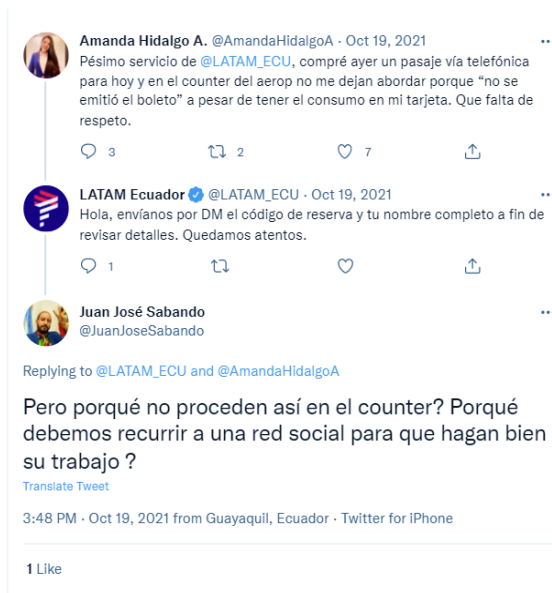 Amanda Hidalgo A. @AmandaHidalgoA · Oct 19, 2021
Pésimo servicio de @LATAM_ECU, compré ayer un pasaje vía telefónica
para hoy y en el counter del aerop no me dejan abordar porque “no se
emitió el boleto” a pesar de tener el consumo en mi tarjeta. Que falta de
respeto.
3 2 7
LATAM Ecuador @LATAM_ECU · Oct 19, 2021
Hola, envíanos por DM el código de reserva y tu nombre completo a fin de
revisar detalles. Quedamos atentos.
1
Juan José Sabando
@JuanJoseSabando
Replying to @LATAM_ECU and @AmandaHidalgoA
Pero porqué no proceden así en el counter? Porqué
debemos recurrir a una red social para que hagan bien
su trabajo ?
Translate Tweet
3:48 PM · Oct 19, 2021 from Guayaquil, Ecuador · Twitter for iPhone
1 Like